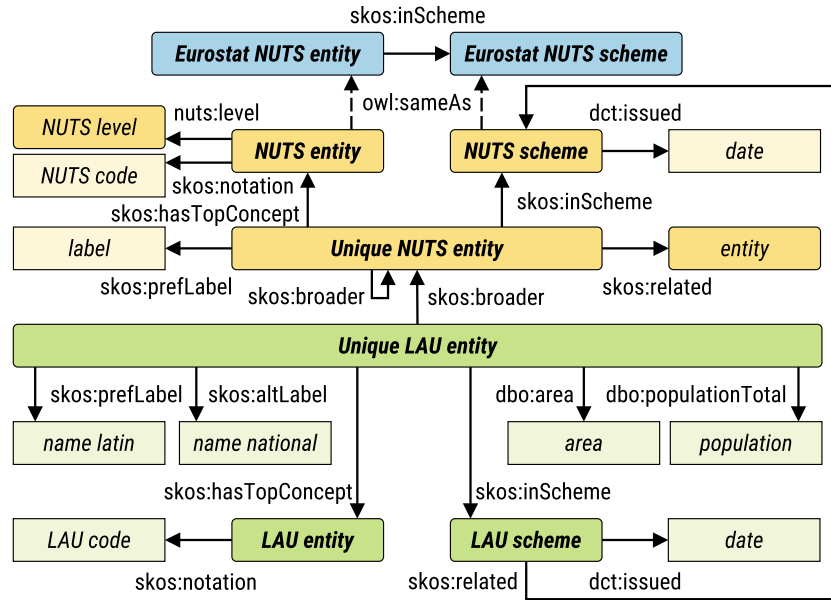 skos:inScheme
Eurostat NUTS entity
Eurostat NUTS scheme
owl:sameAs
nuts:level
dct:issued
NUTS level
NUTS entity
NUTS scheme
date
NUTS code
skos:notation
skos:hasTopConcept
skos:inScheme
label
Unique NUTS entity
entity
skos:prefLabel
skos:broader
skos:broader
skos:related
Unique LAU entity
skos:prefLabel
skos:altLabel
dbo:area
dbo:populationTotal
name latin
name national
area
population
skos:hasTopConcept
skos:inScheme
LAU code
LAU entity
LAU scheme
date
skos:notation
skos:related
dct:issued